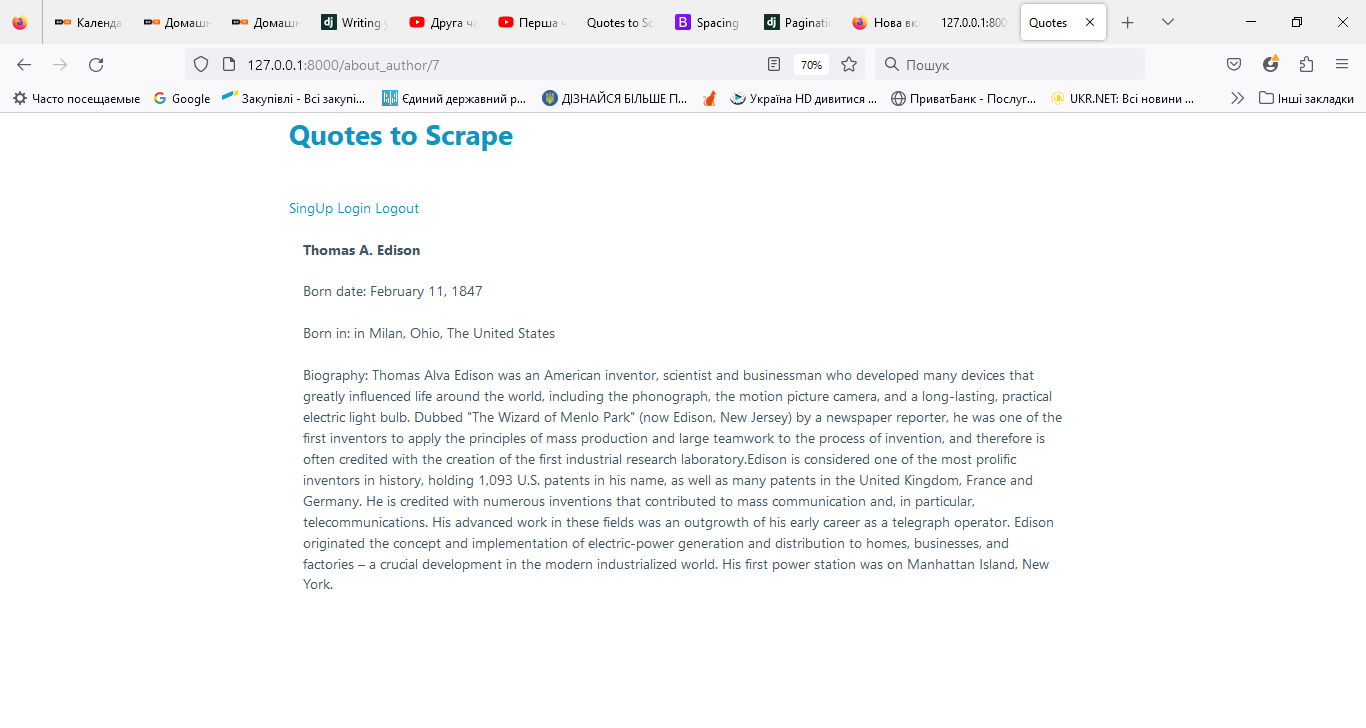 Календа
Домашн
Домашн
Writing y
Друга ча
Перша ч
Quotes to Sc
Spacing
Paginatio
Нова вкл
127.0.0.1:800
Quotes
127.0.0.1:8000/about_author/7
70%
Пошук
Часто посещаемые
Google
Закупівлі - Всі закупі...
Єдиний державний р...
ДІЗНАЙСЯ БІЛЬШЕ П...
Україна HD дивитися ...
ПриватБанк - Послуг...
UKR.NET: Всі новини ...
Інші закладки
Quotes to Scrape
SingUp Login Logout
Thomas A. Edison
Born date: February 11, 1847
Born in: in Milan, Ohio, The United States
Biography: Thomas Alva Edison was an American inventor, scientist and businessman who developed many devices that
greatly influenced life around the world, including the phonograph, the motion picture camera, and a long-lasting, practical
electric light bulb. Dubbed "The Wizard of Menlo Park" (now Edison, New Jersey) by a newspaper reporter, he was one of the
first inventors to apply the principles of mass production and large teamwork to the process of invention, and therefore is
often credited with the creation of the first industrial research laboratory.Edison is considered one of the most prolific
inventors in history, holding 1,093 U.S. patents in his name, as well as many patents in the United Kingdom, France and
Germany. He is credited with numerous inventions that contributed to mass communication and, in particular,
telecommunications. His advanced work in these fields was an outgrowth of his early career as a telegraph operator. Edison
originated the concept and implementation of electric-power generation and distribution to homes, businesses, and
factories – a crucial development in the modern industrialized world. His first power station was on Manhattan Island, New
York.